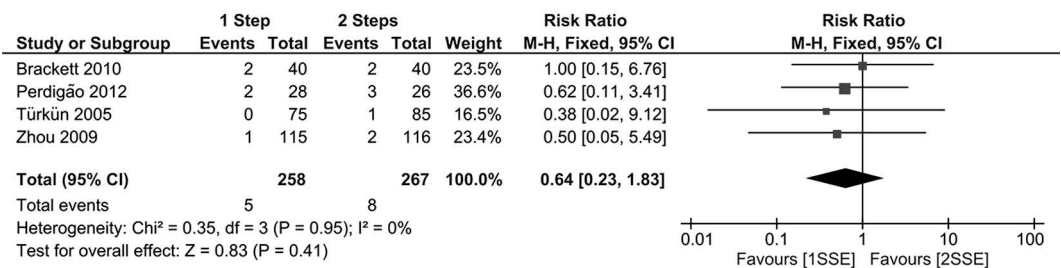 1 Step 2 Steps Risk Ratio Risk Ratio
Study or Subgroup Events Total Events Total Weight M-H, Fixed, 95% CI M-H, Fixed, 95% CI
Brackett 2010 2 40 2 40 23.5% 1.00 [0.15, 6.76]
Perdigão 2012 2 28 3 26 36.6% 0.62 [0.11, 3.41]
Türkün 2005 0 75 1 85 16.5% 0.38 [0.02, 9.12]
Zhou 2009 1 115 2 116 23.4% 0.50 [0.05, 5.49]
Total (95% CI) 258 267 100.0% 0.64 [0.23, 1.83]
Total events 5 8
Heterogeneity: Chi² = 0.35, df = 3 (P = 0.95); I² = 0%
Test for overall effect: Z = 0.83 (P = 0.41)
0.01 0.1 1 10 100
Favours [1SSE] Favours [2SSE]